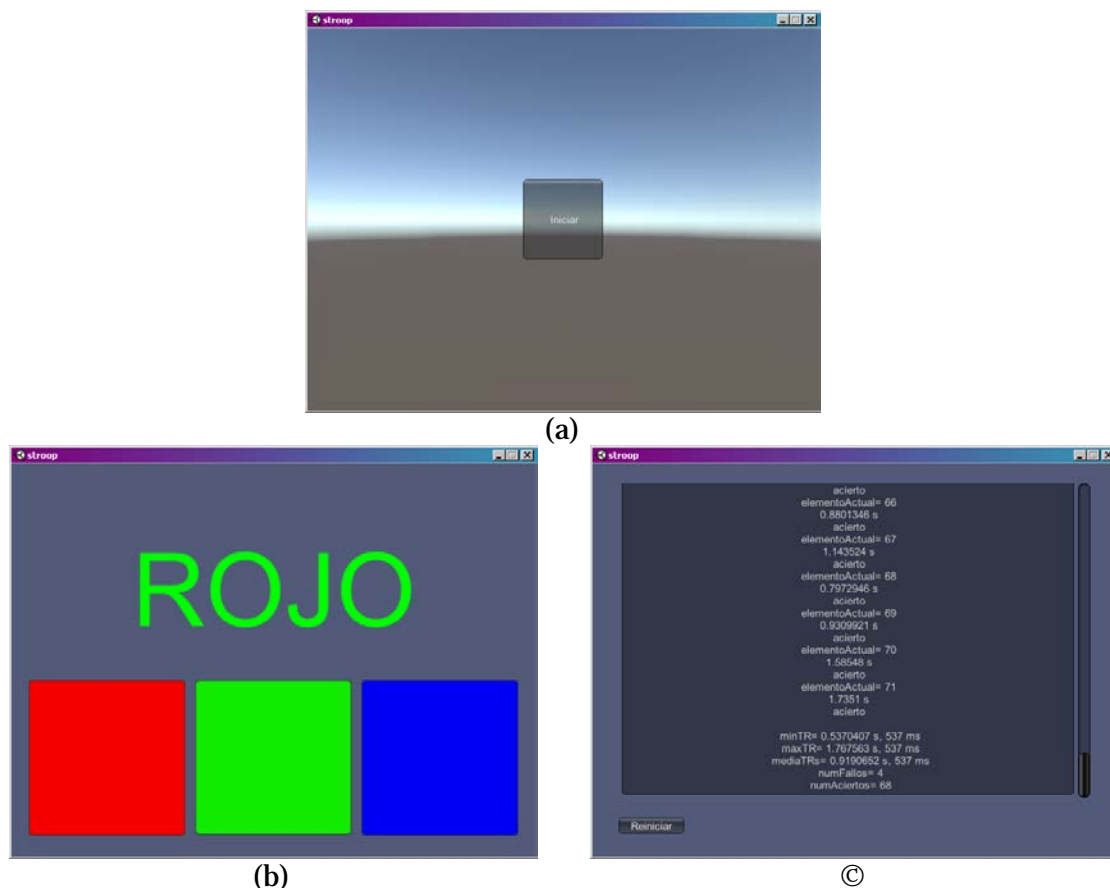 stroop
Iniciar
(a)
stroop
ROJO
(b)
stroop
acierto
elementoActual= 66
0.8801346 s
acierto
elementoActual= 67
1.143524 s
acierto
elementoActual= 68
0.7972946 s
acierto
elementoActual= 69
0.9309921 s
acierto
elementoActual= 70
1.58548 s
acierto
elementoActual= 71
1.7351 s
acierto
minTR= 0.5370407 s, 537 ms
maxTR= 1.767563 s, 537 ms
mediaTRs= 0.9190652 s, 537 ms
numFallos= 4
numAciertos= 68
Reiniciar
©